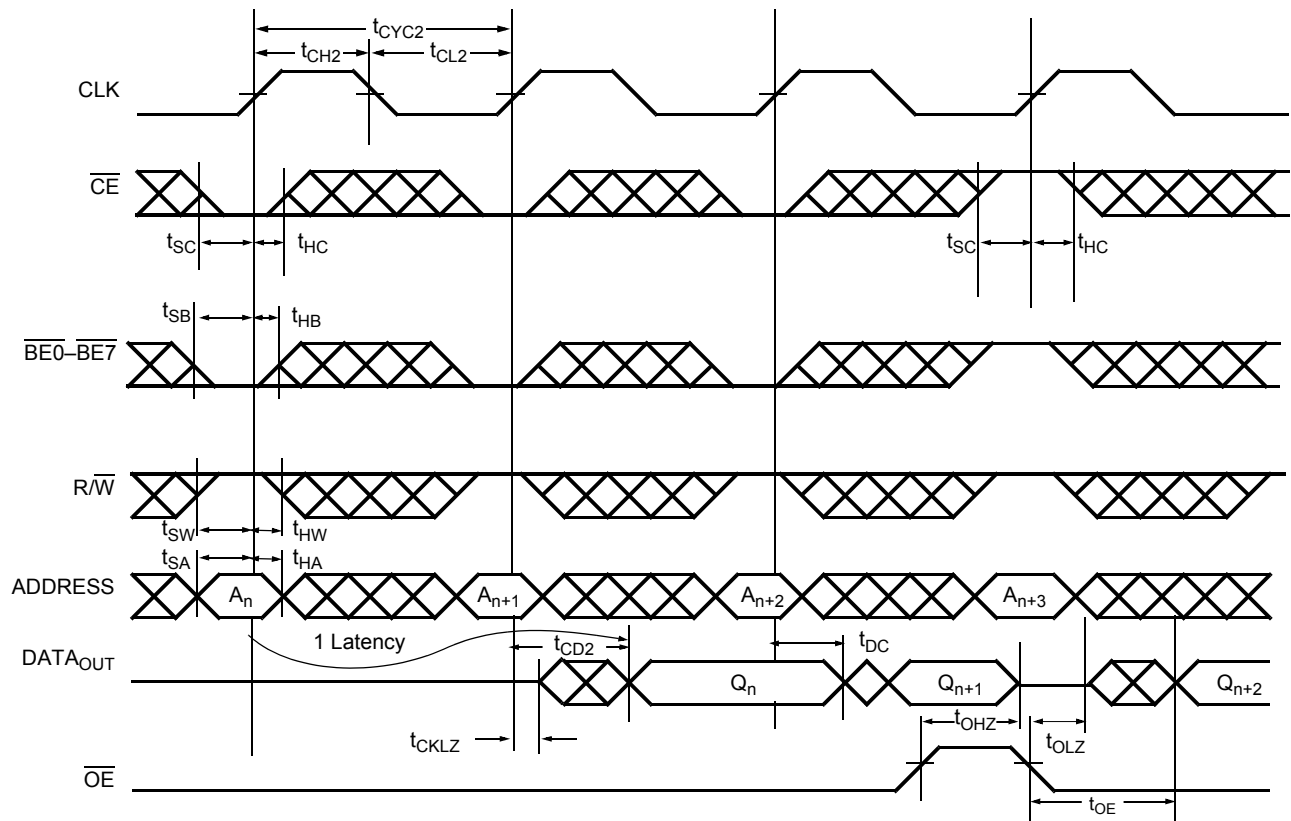 tCYC2
tCH2 tCL2
CLK
CE
tSC tHC tSC tHC
tSB tHB
BE0–BE7
R/W
tSW tHW
tSA tHA
ADDRESS An An+1 An+2 An+3
1 Latency tCD2 tDC
DATAOUT Qn Qn+1 Qn+2
tOHZ
tCKLZ tOLZ
OE
tOE